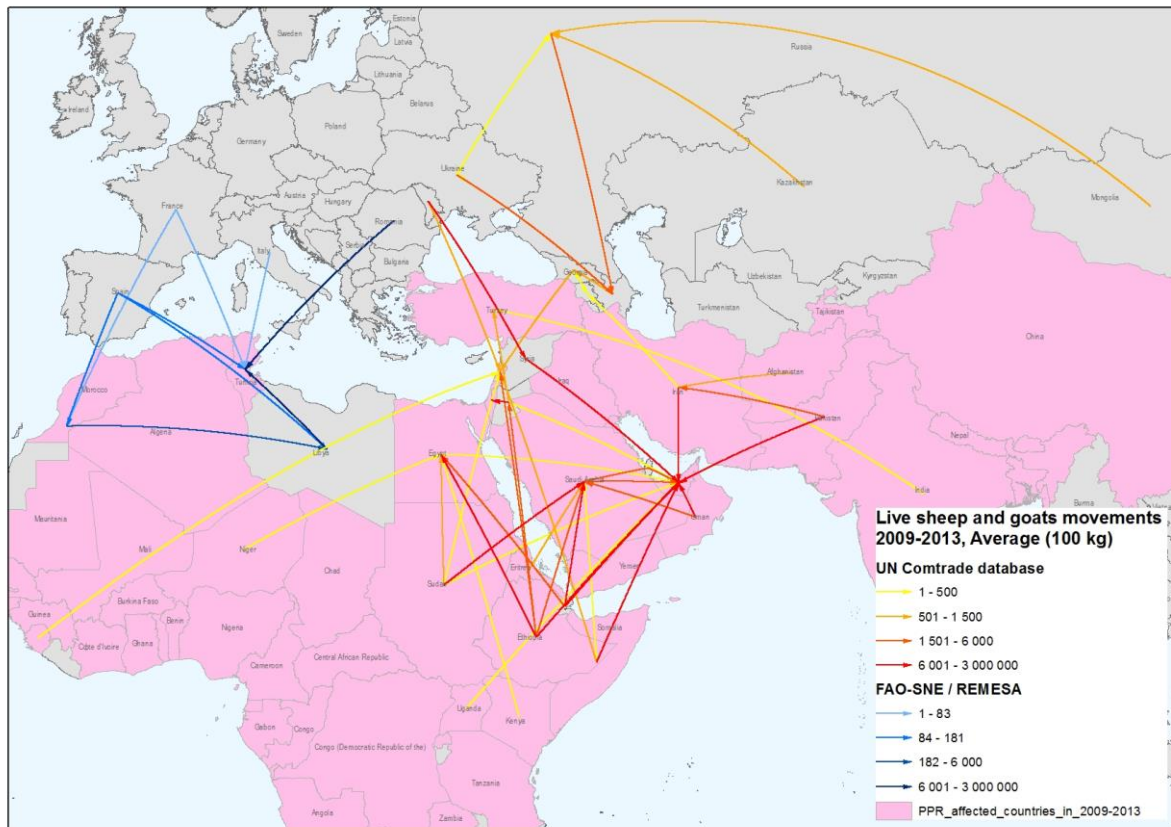 Estonia
Sweden
Latvia
Russia
Lithuania
Ireland
Belarus
Poland
Germany
Ukraine
Kazakhstan
Austria
Hungary
Mongolia
France
Romania
Serbia
Italy
Bulgaria
Georgia
Uzbekistan
Kyrgyzstan
Spain
Turkmenistan
Turkey
Tajikistan
China
Syria
Afghanistan
Tunisia
Iraq
Iran
Morocco
Pakistan
Algeria
Libya
Egypt
Nepal
Saudi Arabia
India
Burma
Oman
Mauritania
Mali
Niger
Chad
Eritrea
Yemen
Sudan
Burkina Faso
Guinea
Benin
Nigeria
Côte d'Ivoire
Ghana
Ethiopia
Somalia
Central African Republic
Cameroon
Uganda
Kenya
Gabon
Congo
Congo (Democratic Republic of the)
Tanzania
Angola
Zambia
Live sheep and goats movements
2009-2013, Average (100 kg)
UN Comtrade database
1 - 500
501 - 1 500
1 501 - 6 000
6 001 - 3 000 000
FAO-SNE / REMESA
1 - 83
84 - 181
182 - 6 000
6 001 - 3 000 000
PPR_affected_countries_in_2009-2013